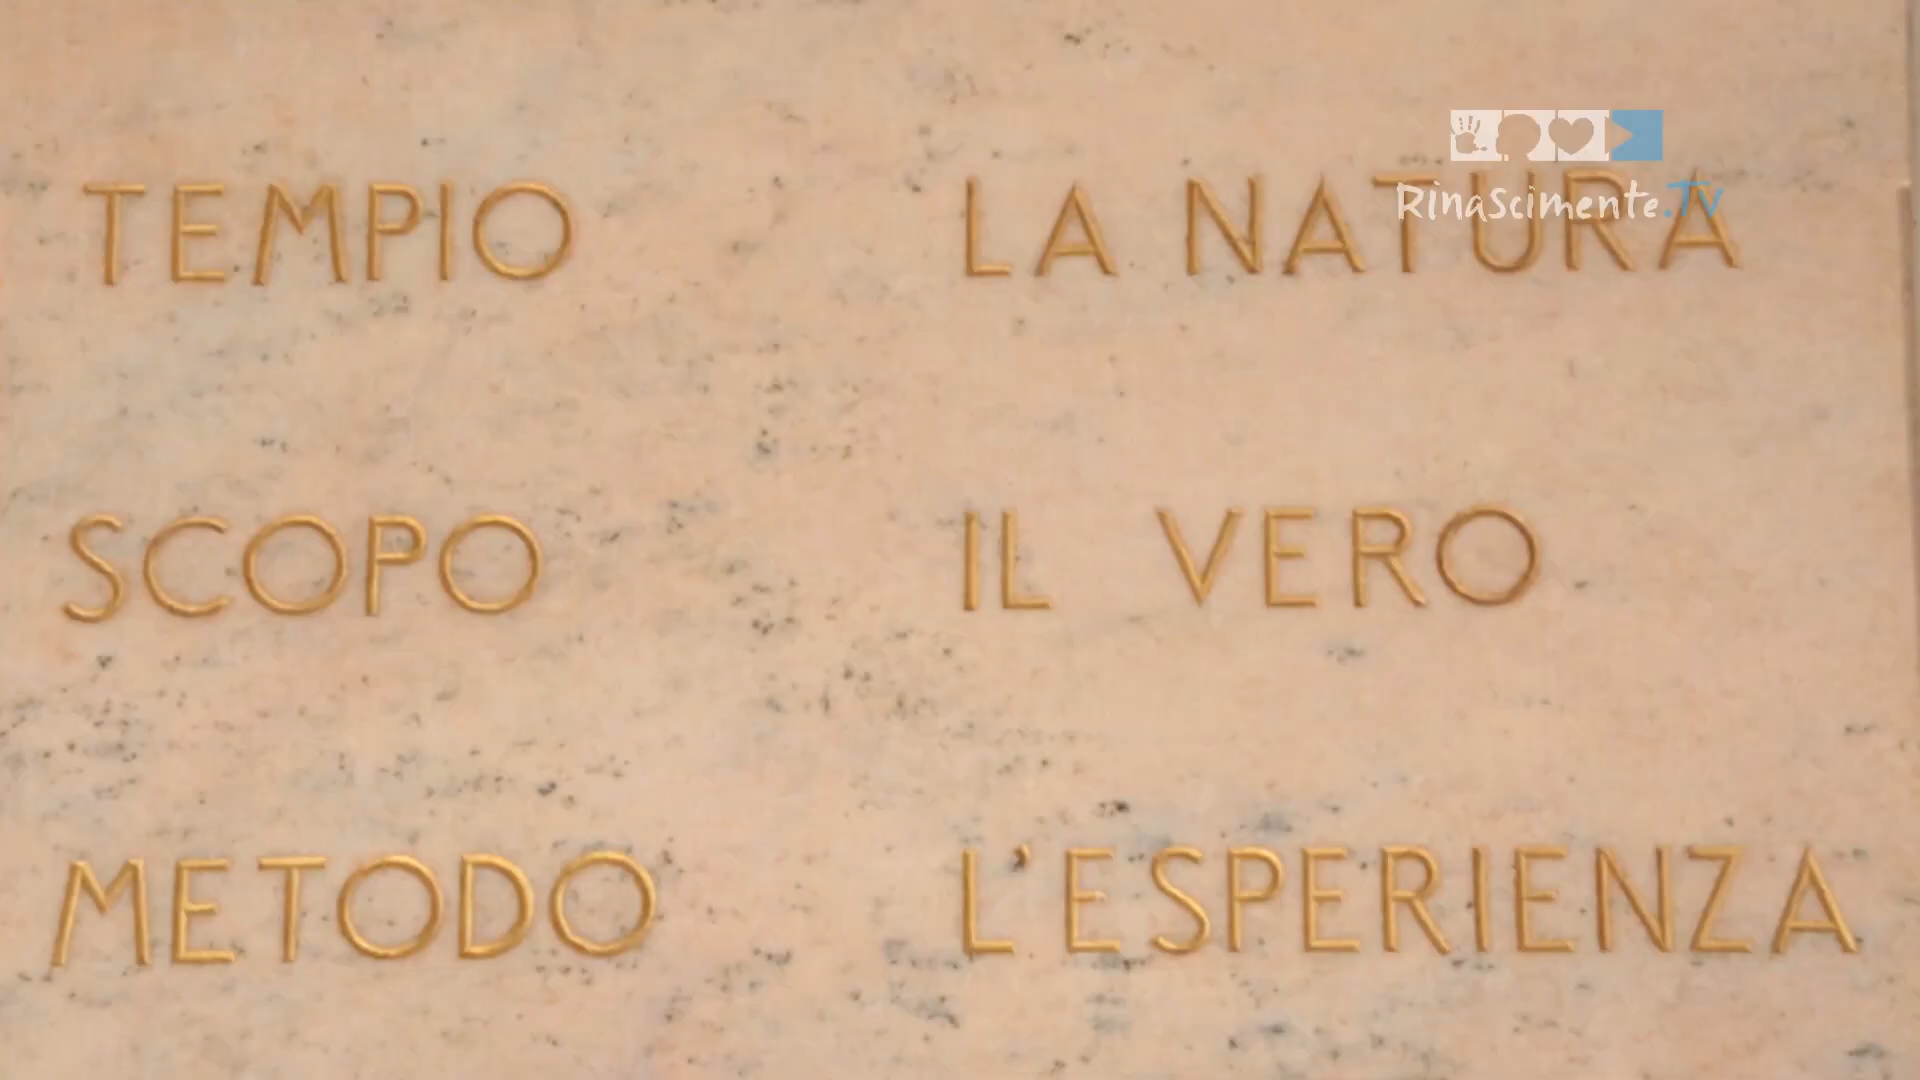 Rinascimente.Tv
TEMPIO LA NATURA
SCOPO IL VERO
METODO L'ESPERIENZA